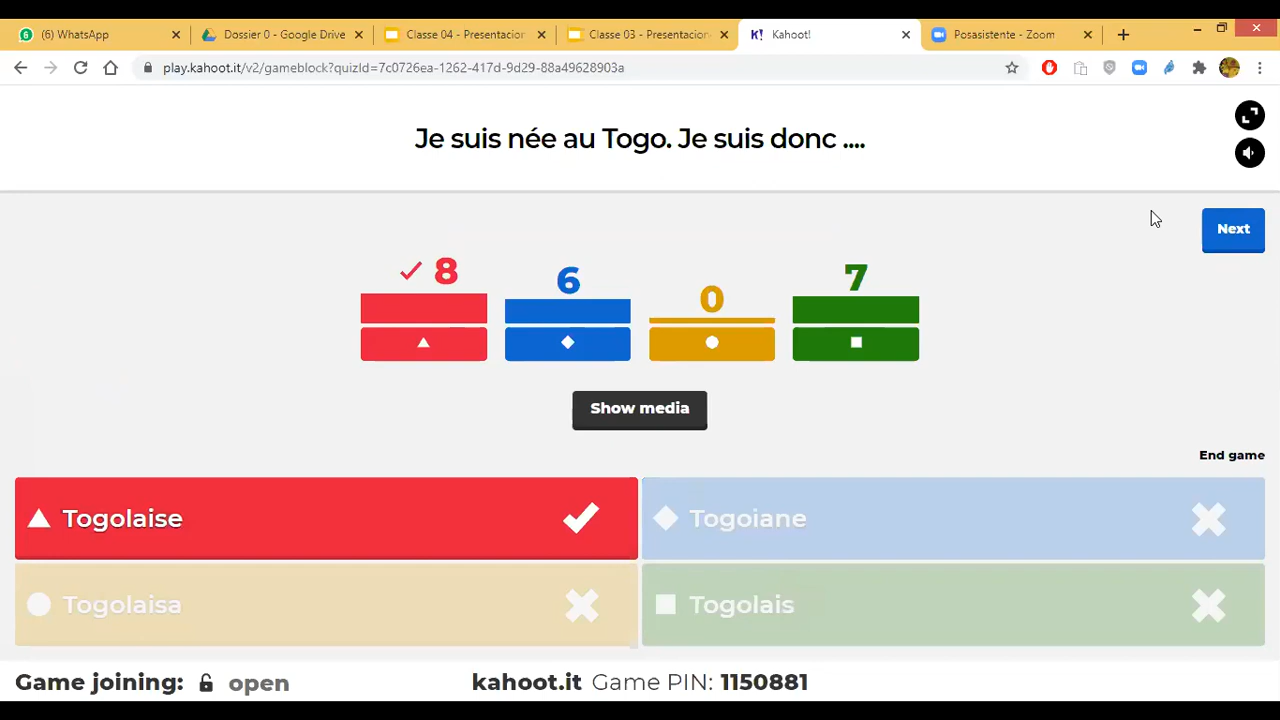 6 (6) WhatsApp
Dossier 0 - Google Drive
Classe 04 - Presentacion
Classe 03 - Presentacion
K! Kahoot!
Posasistente - Zoom
play.kahoot.it/v2/gameblock?quizId=7c0726ea-1262-417d-9d29-88a49628903a
Je suis née au Togo. Je suis donc ....
Next
8
6
0
7
Show media
End game
Togolaise
Togoiane
Togolaisa
Togolais
Game joining: open
kahoot.it Game PIN: 1150881